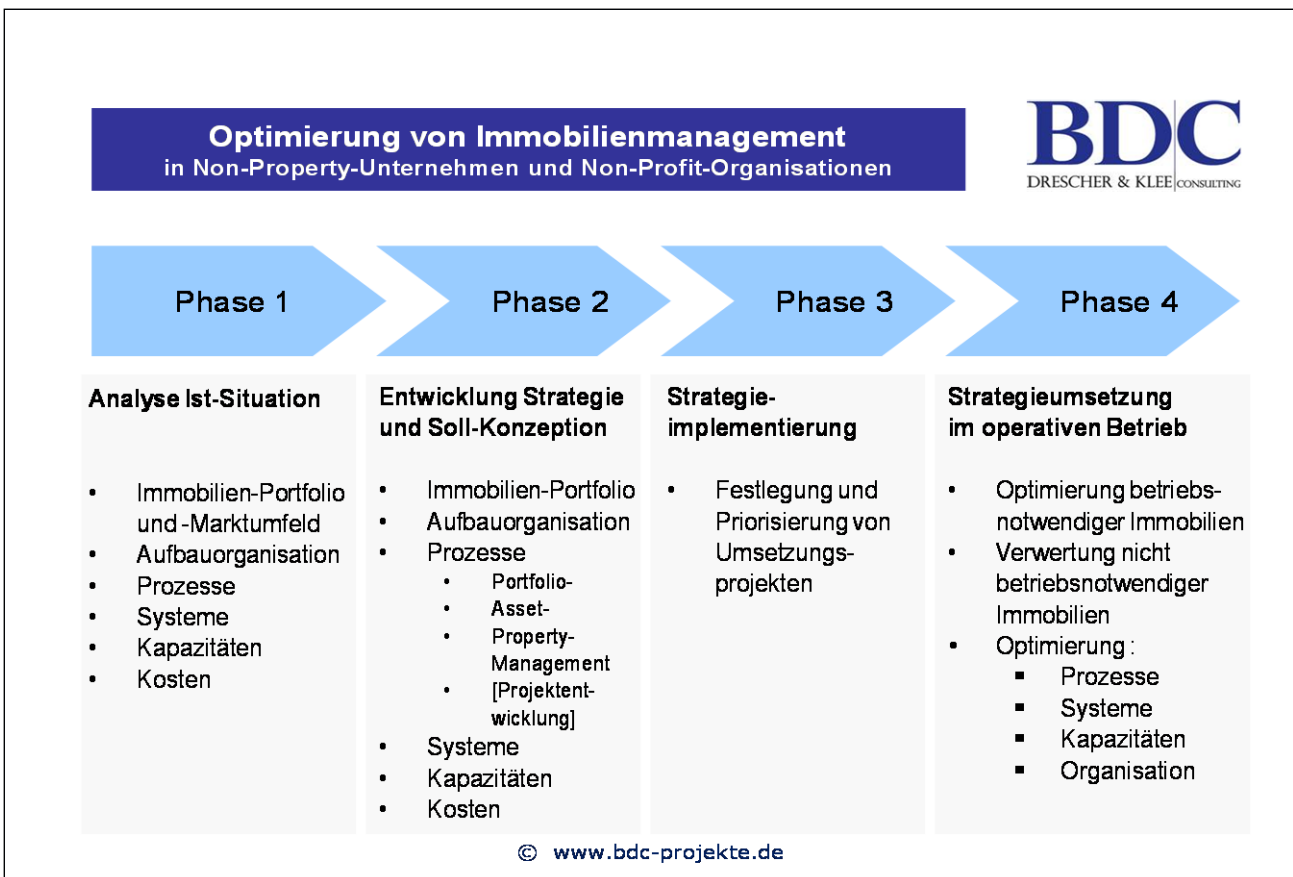 Optimierung von Immobilienmanagement
in Non-Property-Unternehmen und Non-Profit-Organisationen
BDC
DRESCHER & KLEE CONSULTING
Phase 1
Phase 2
Phase 3
Phase 4
Analyse Ist-Situation
• Immobilien-Portfolio
und -Marktumfeld
• Aufbauorganisation
• Prozesse
• Systeme
• Kapazitäten
• Kosten
Entwicklung Strategie
und Soll-Konzeption
• Immobilien-Portfolio
• Aufbauorganisation
• Prozesse
• Portfolio-
• Asset-
• Property-
Management
• [Projektent-
wicklung]
• Systeme
• Kapazitäten
• Kosten
Strategie-
implementierung
• Festlegung und
Priorisierung von
Umsetzungs-
projekten
Strategieumsetzung
im operativen Betrieb
• Optimierung betriebs-
notwendiger Immobilien
• Verwertung nicht
betriebsnotwendiger
Immobilien
• Optimierung :
▪ Prozesse
▪ Systeme
▪ Kapazitäten
▪ Organisation
© www.bdc-projekte.de